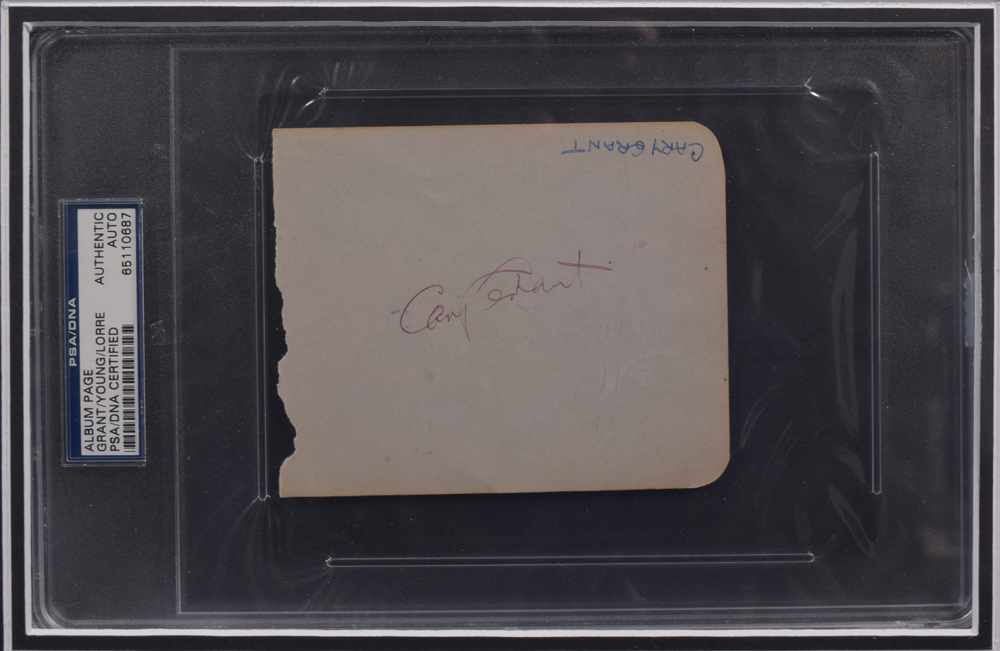 PSA/DNA
ALBUM PAGE
GRANT/YOUNG/LORRE
PSA/DNA CERTIFIED
AUTHENTIC
AUTO
65110687
CARY GRANT
Cary Grant